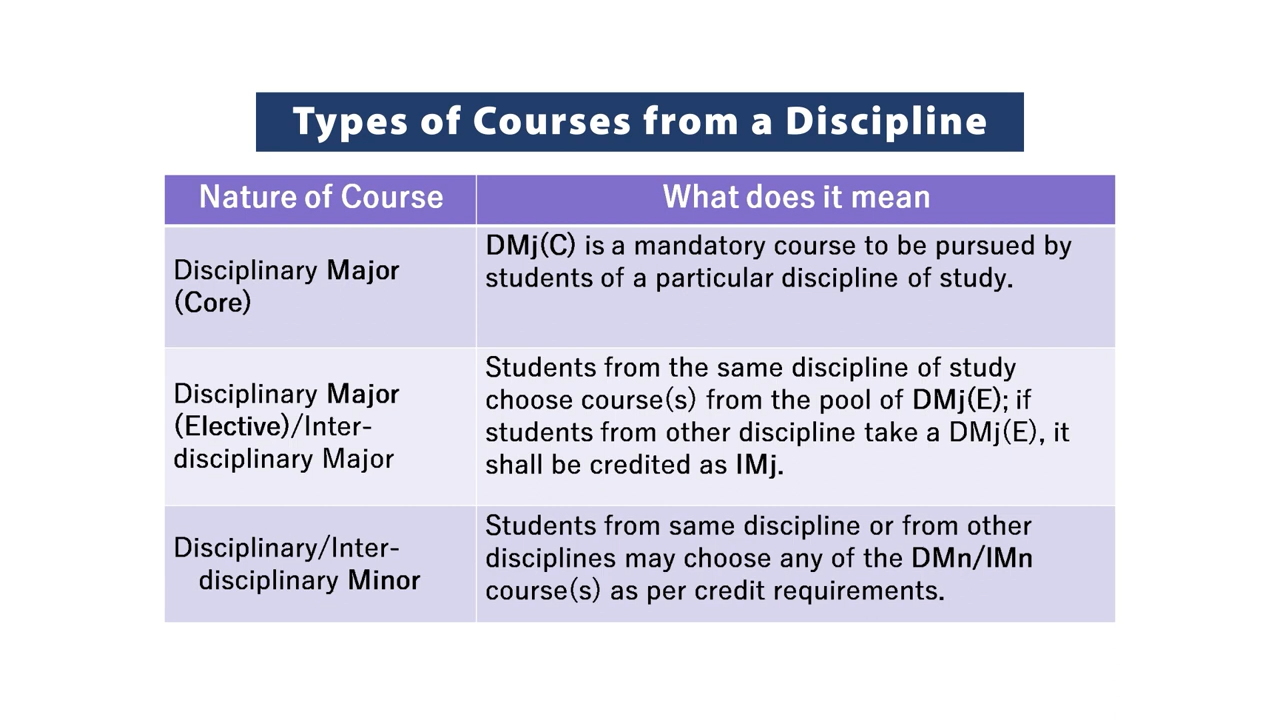 Types of Courses from a Discipline
Nature of Course
What does it mean
Disciplinary Major
(Core)
DMj(C) is a mandatory course to be pursued by
students of a particular discipline of study.
Disciplinary Major
(Elective)/Inter-
disciplinary Major
Students from the same discipline of study
choose course(s) from the pool of DMj(E); if
students from other discipline take a DMj(E), it
shall be credited as IMj.
Disciplinary/Inter-
disciplinary Minor
Students from same discipline or from other
disciplines may choose any of the DMn/IMn
course(s) as per credit requirements.